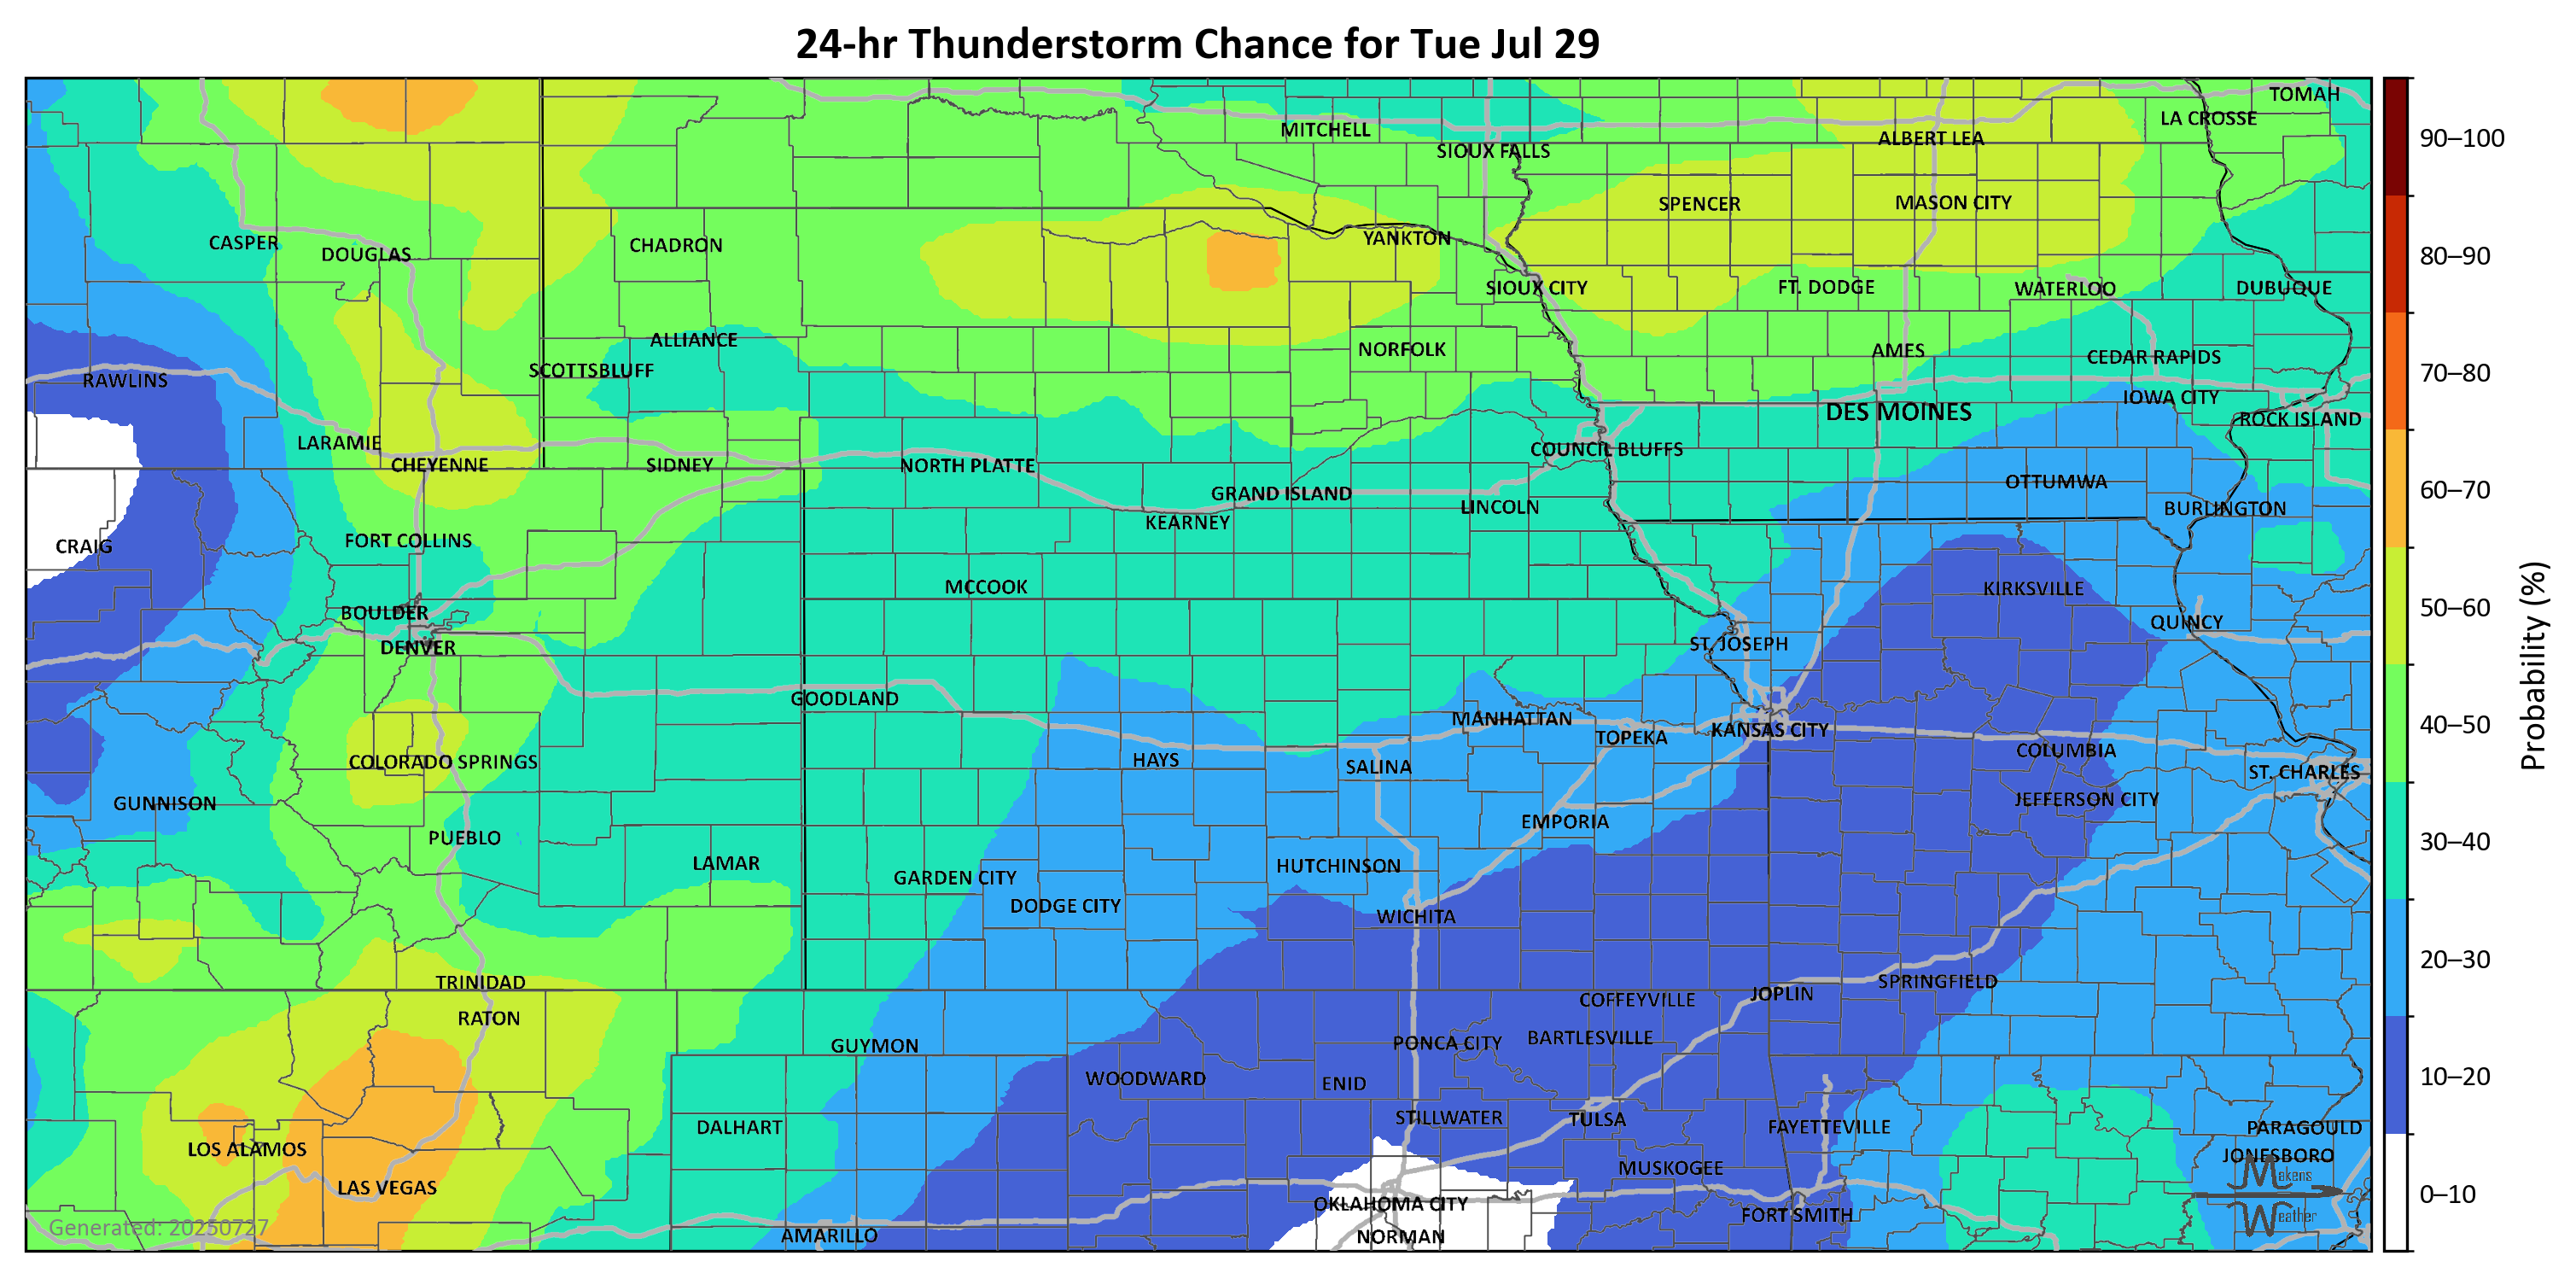 24-hr Thunderstorm Chance for Tue Jul 29
TOMAH
LA CROSSE
MITCHELL
ALBERT LEA
SIOUX FALLS
SPENCER
MASON CITY
CASPER
DOUGLAS
CHADRON
YANKTON
SIOUX CITY
FT. DODGE
WATERLOO
DUBUQUE
ALLIANCE
NORFOLK
AMES
CEDAR RAPIDS
SCOTTSBLUFF
RAWLINS
IOWA CITY
DES MOINES
ROCK ISLAND
LARAMIE
COUNCIL BLUFFS
CHEYENNE
SIDNEY
NORTH PLATTE
OTTUMWA
GRAND ISLAND
LINCOLN
BURLINGTON
KEARNEY
CRAIG
FORT COLLINS
MCCOOK
KIRKSVILLE
BOULDER
QUINCY
DENVER
ST. JOSEPH
GOODLAND
MANHATTAN
KANSAS CITY
TOPEKA
COLUMBIA
COLORADO SPRINGS
HAYS
SALINA
ST. CHARLES
GUNNISON
JEFFERSON CITY
EMPORIA
PUEBLO
LAMAR
HUTCHINSON
GARDEN CITY
DODGE CITY
WICHITA
TRINIDAD
SPRINGFIELD
JOPLIN
COFFEYVILLE
RATON
BARTLESVILLE
PONCA CITY
GUYMON
WOODWARD
ENID
STILLWATER
TULSA
DALHART
FAYETTEVILLE
PARAGOULD
LOS ALAMOS
JONESBORO
MUSKOGEE
LAS VEGAS
OKLAHOMA CITY
FORT SMITH
AMARILLO
NORMAN
Generated: 20250727
Makens
Weather
90–100
80–90
70–80
60–70
50–60
40–50
30–40
20–30
10–20
0–10
Probability (%)